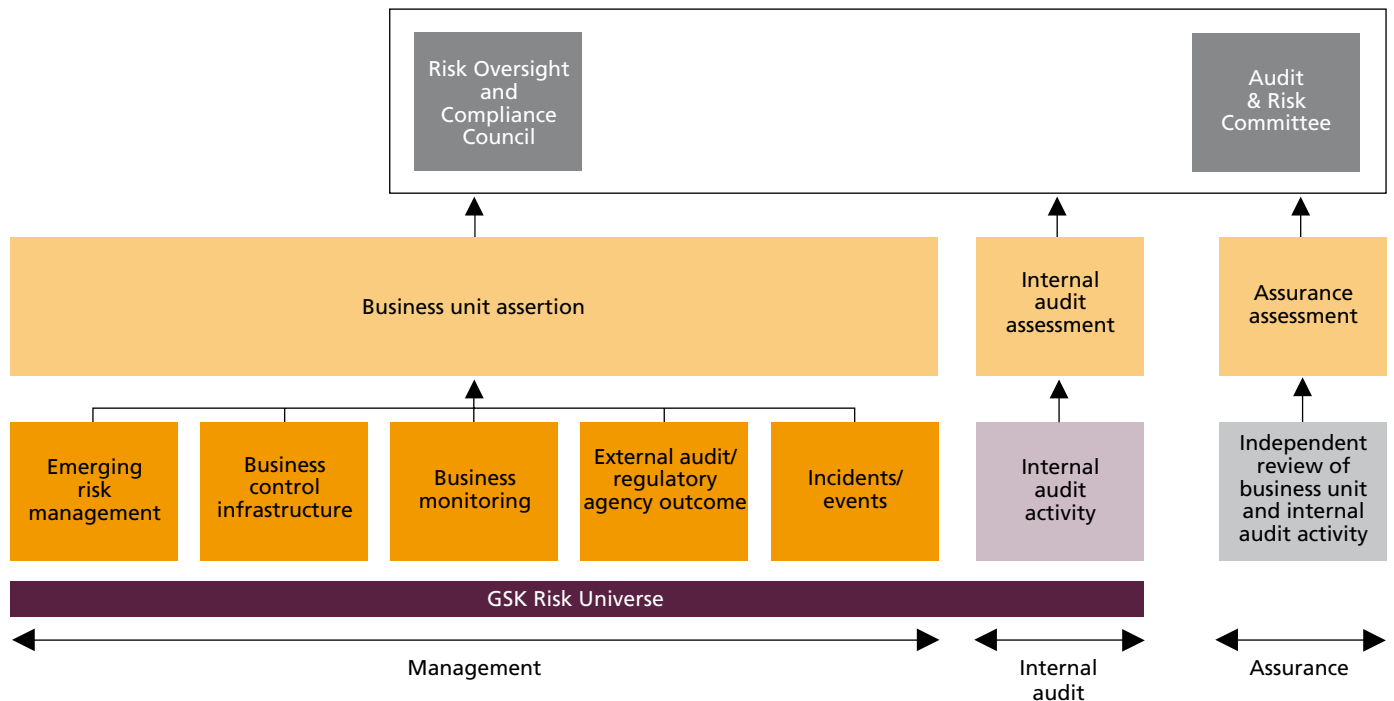 Risk Oversight
and
Compliance
Council
Audit
& Risk
Committee
Business unit assertion
Internal
audit
assessment
Assurance
assessment
Emerging
risk
management
Business
control
infrastructure
Business
monitoring
External audit/
regulatory
agency outcome
Incidents/
events
Internal
audit
activity
Independent
review of
business unit
and internal
audit activity
GSK Risk Universe
Management
Internal
audit
Assurance